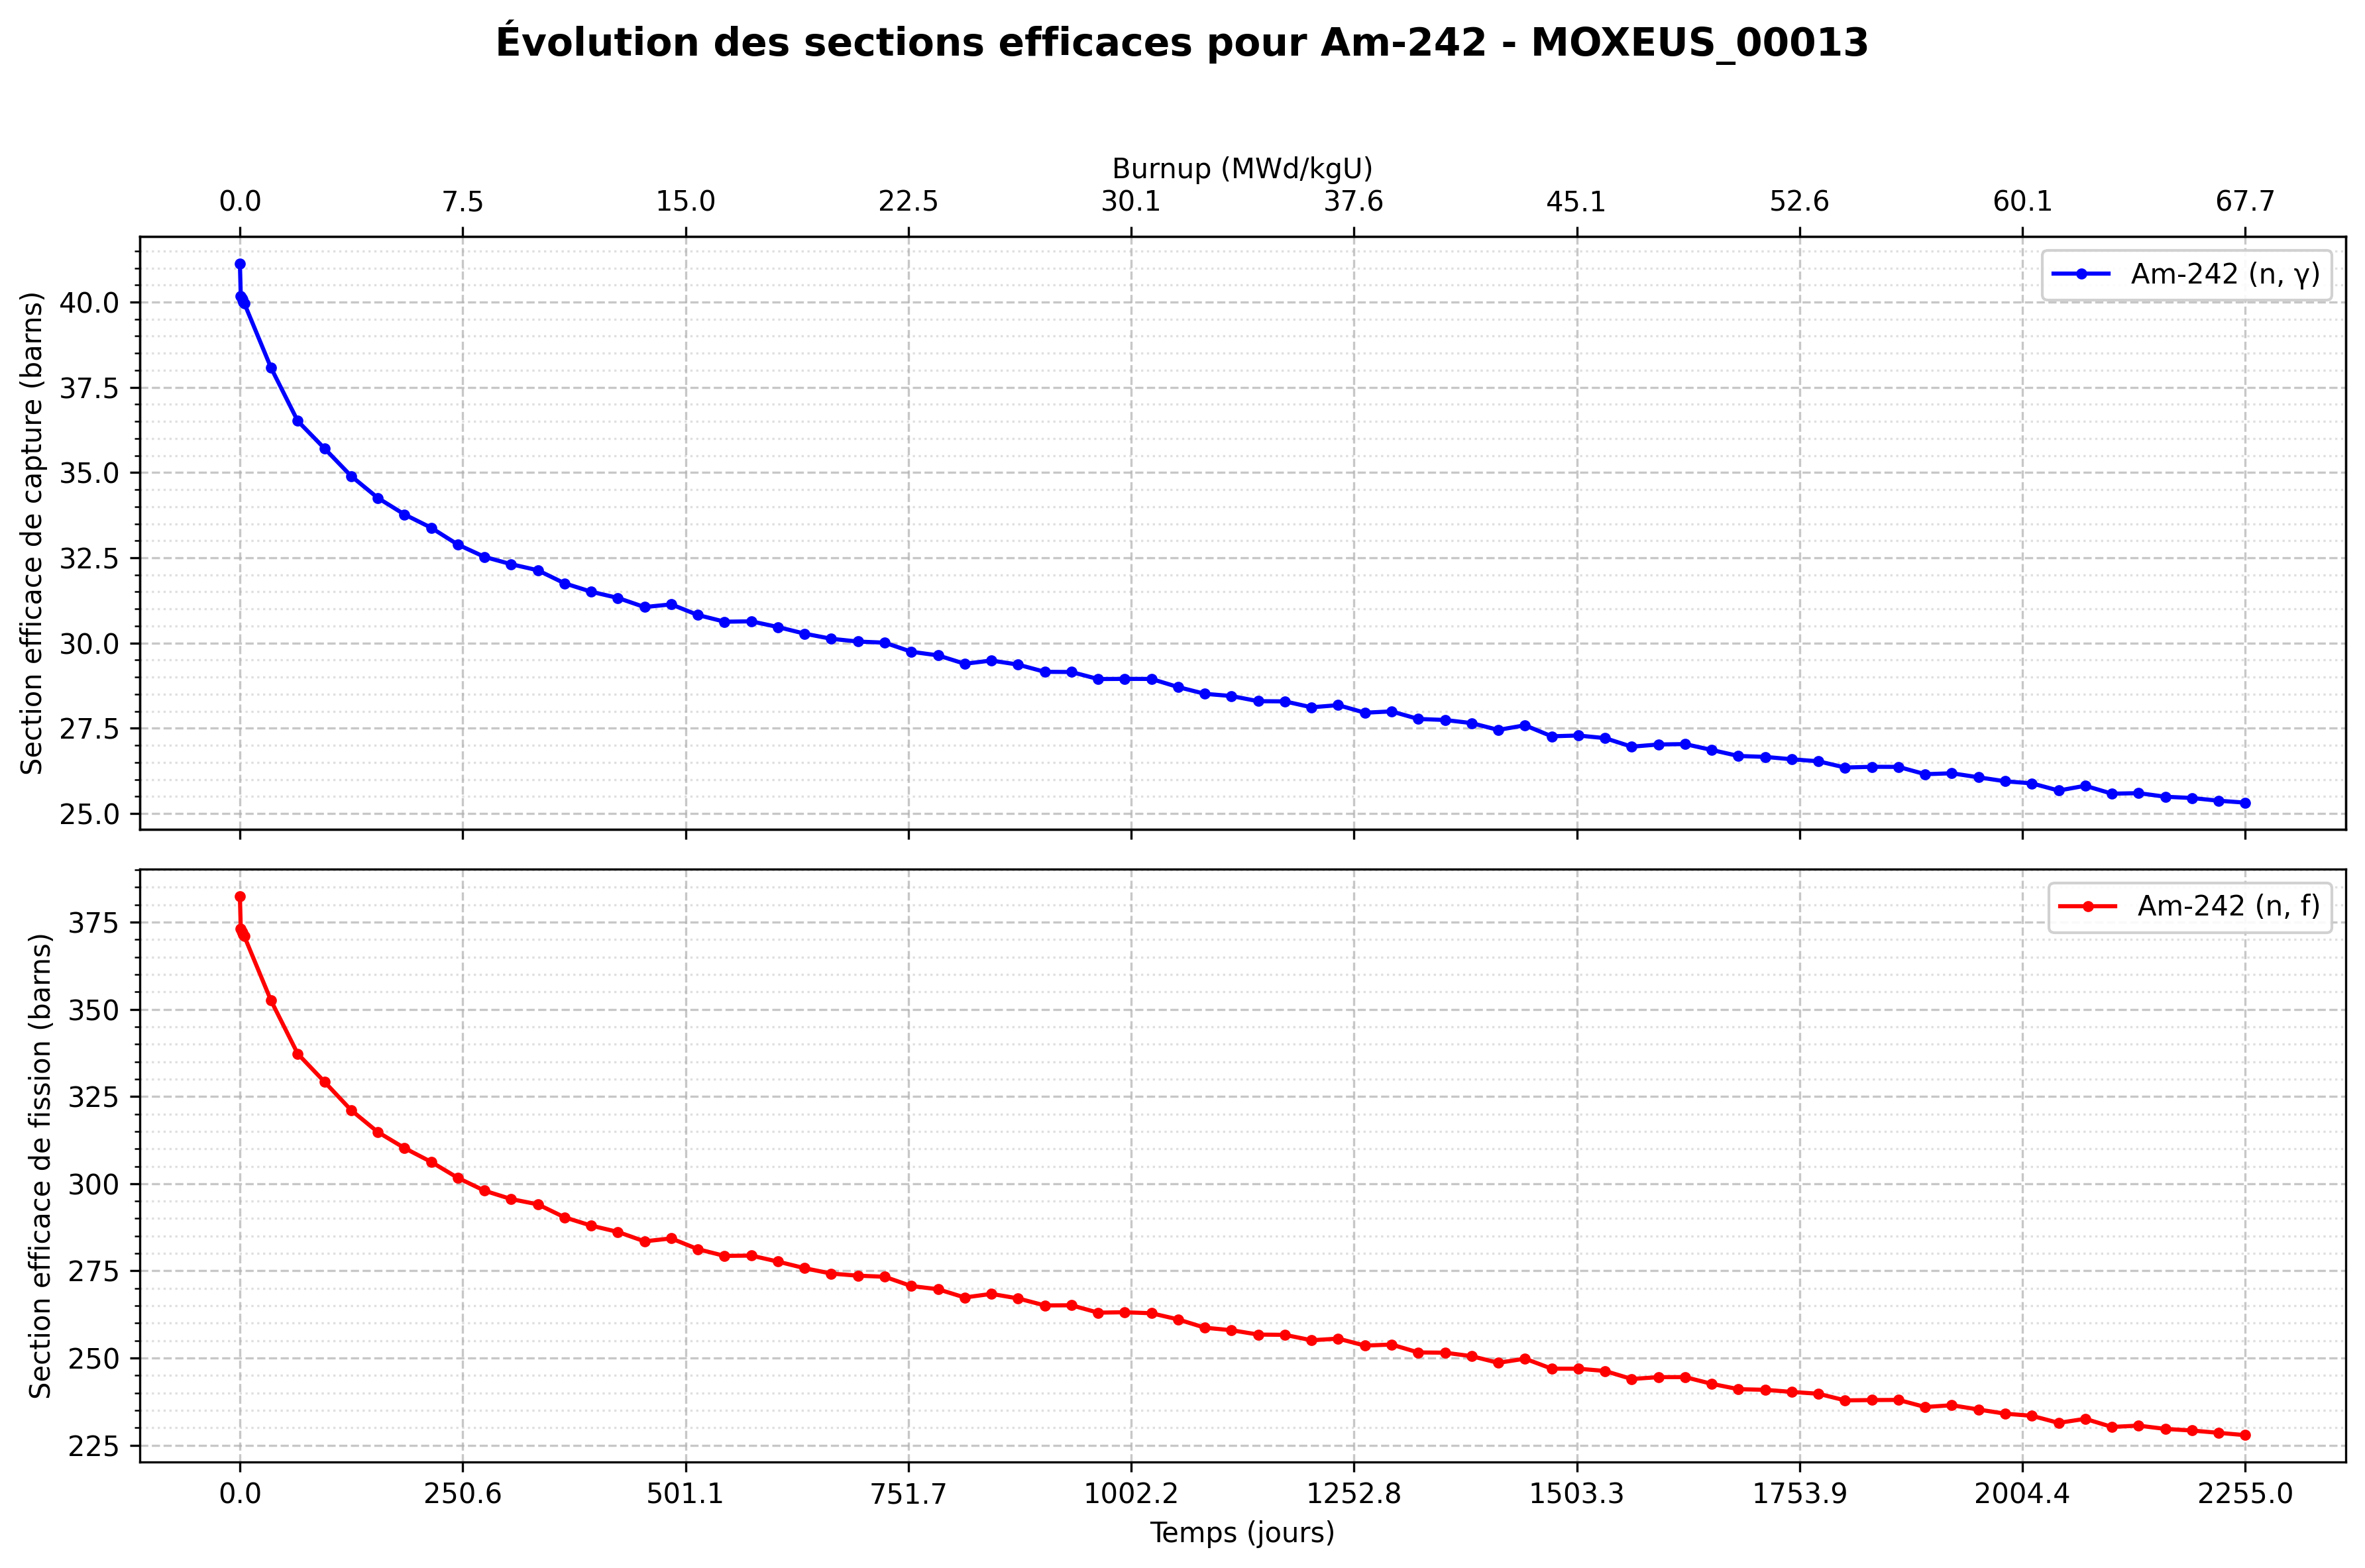 Évolution des sections efficaces pour Am-242 - MOXEUS_00013
Burnup (MWd/kgU)
0.0 7.5 15.0 22.5 30.1 37.6 45.1 52.6 60.1 67.7
Am-242 (n, γ)
Section efficace de capture (barns)
40.0
37.5
35.0
32.5
30.0
27.5
25.0
Am-242 (n, f)
Section efficace de fission (barns)
375
350
325
300
275
250
225
0.0 250.6 501.1 751.7 1002.2 1252.8 1503.3 1753.9 2004.4 2255.0
Temps (jours)